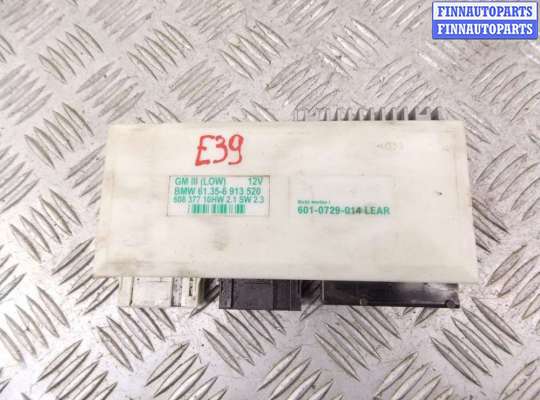 FINNAUTOPARTS
FINNAUTOPARTS
E39
GM III (LOW) 12V
BMW 61.35-6 913 520
608 377 10HW 2.1 SW 2.3
601-0729-014 LEAR